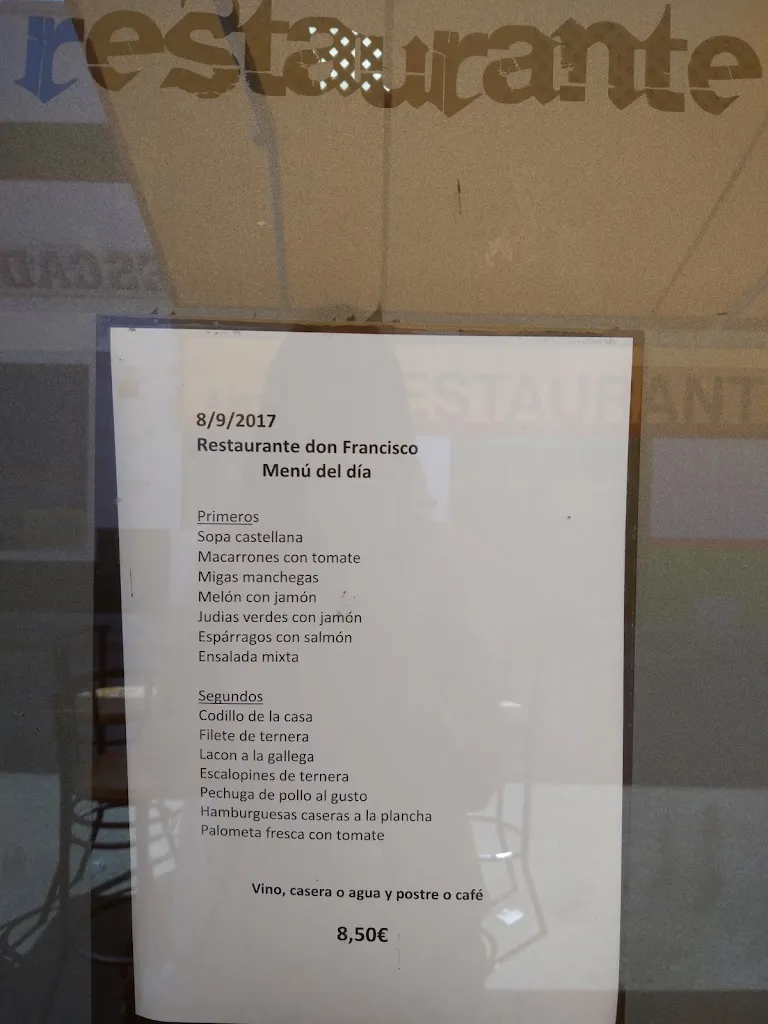 restaurante
ESTAURANT
8/9/2017
Restaurante don Francisco
Menú del día
Primeros
Sopa castellana
Macarrones con tomate
Migas manchegas
Melón con jamón
Judias verdes con jamón
Espárragos con salmón
Ensalada mixta
Segundos
Codillo de la casa
Filete de ternera
Lacon a la gallega
Escalopines de ternera
Pechuga de pollo al gusto
Hamburguesas caseras a la plancha
Palometa fresca con tomate
Vino, casera o agua y postre o café
8,50€